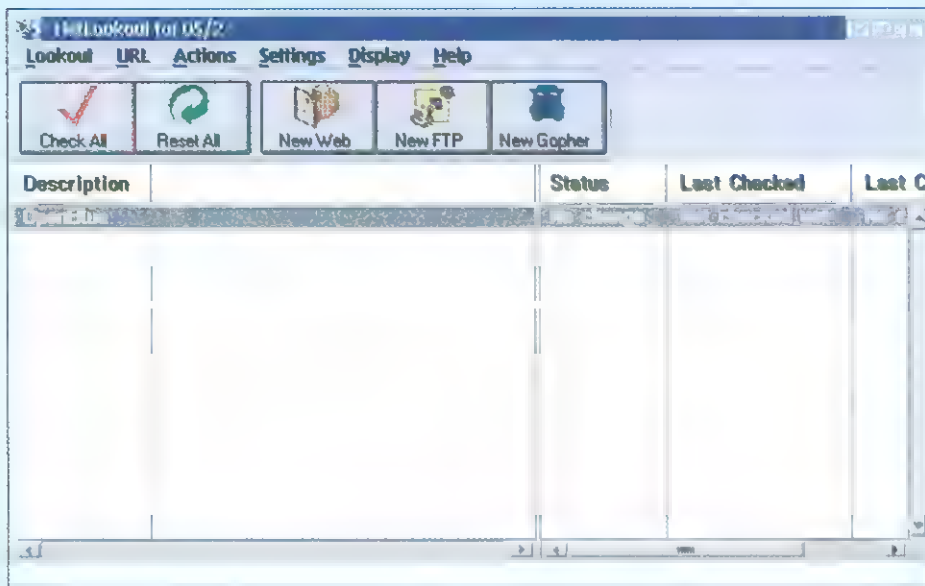 NetLookout for OS/2
Lookout URL Actions Settings Display Help
Check All Reset All New Web New FTP New Gopher
Description Status Last Checked Last C